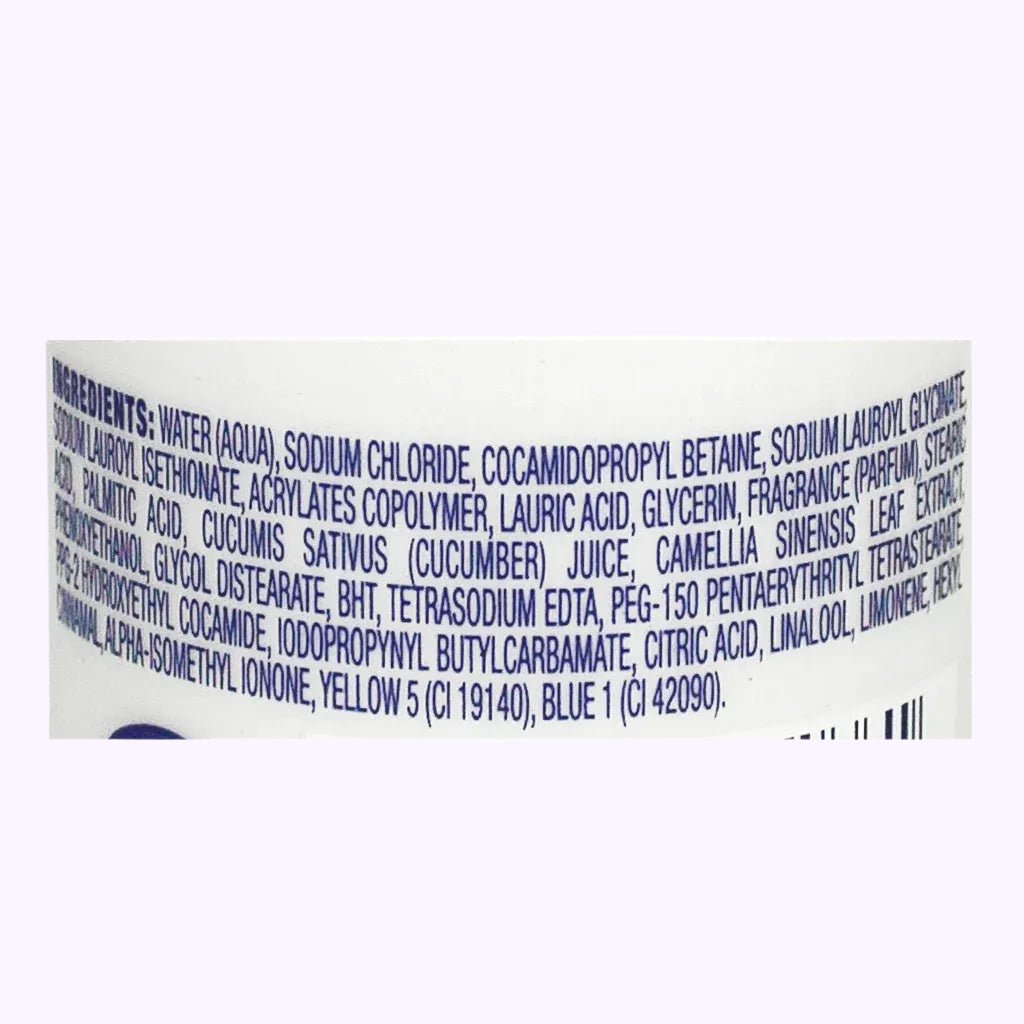 INGREDIENTS: WATER (AQUA), SODIUM CHLORIDE, COCAMIDOPROPYL BETAINE, SODIUM LAUROYL GLYCINATE,
SODIUM LAUROYL ISETHIONATE, ACRYLATES COPOLYMER, LAURIC ACID, GLYCERIN, FRAGRANCE (PARFUM), STEARIC
ACID, PALMITIC ACID, CUCUMIS SATIVUS (CUCUMBER) JUICE, CAMELLIA SINENSIS LEAF EXTRACT,
PHENOXYETHANOL, GLYCOL DISTEARATE, BHT, TETRASODIUM EDTA, PEG-150 PENTAERYTHRITYL TETRASTEARATE,
PPG-2 HYDROXYETHYL COCAMIDE, IODOPROPYNYL BUTYLCARBAMATE, CITRIC ACID, LINALOOL, LIMONENE, HEXYL
CINNAMAL, ALPHA-ISOMETHYL IONONE, YELLOW 5 (CI 19140), BLUE 1 (CI 42090).